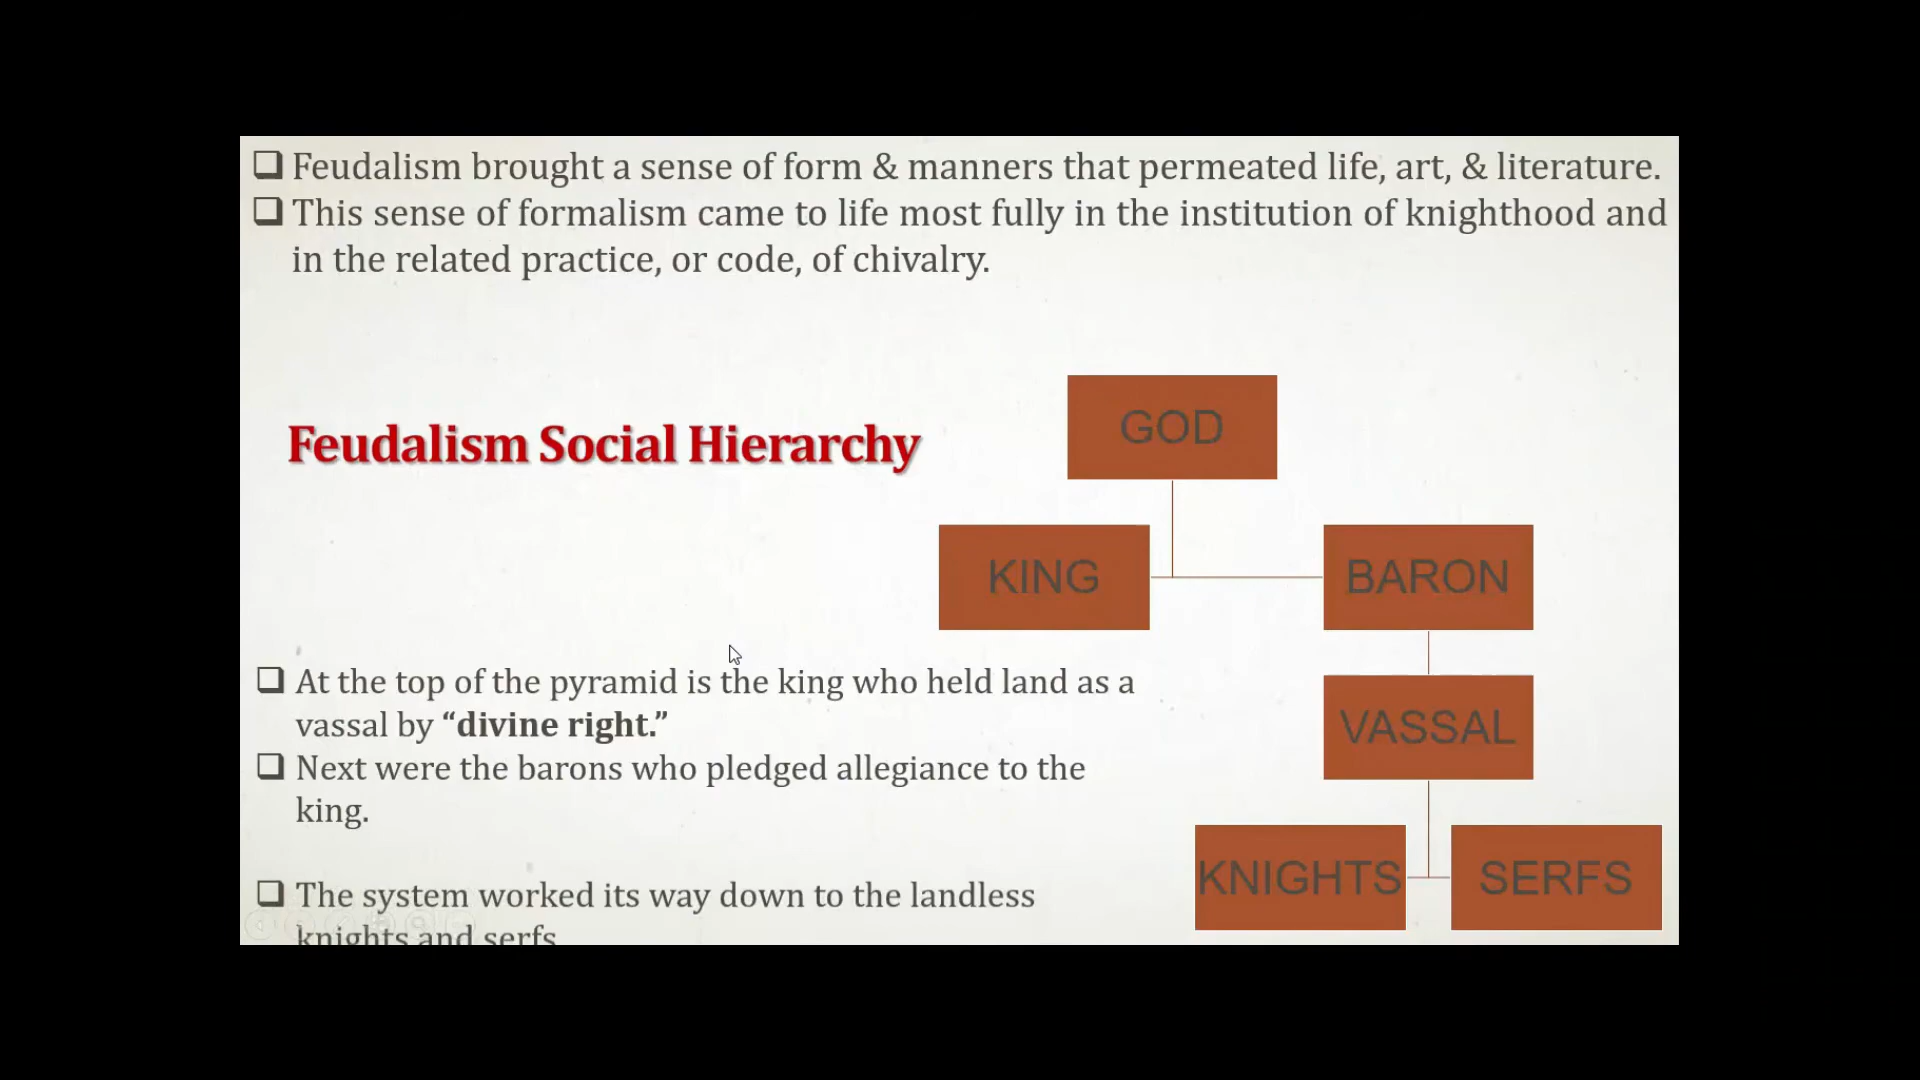 ❑ Feudalism brought a sense of form & manners that permeated life, art, & literature.
❑ This sense of formalism came to life most fully in the institution of knighthood and
in the related practice, or code, of chivalry.
Feudalism Social Hierarchy
GOD
KING
BARON
VASSAL
KNIGHTS
SERFS
❑ At the top of the pyramid is the king who held land as a
vassal by “divine right.”
❑ Next were the barons who pledged allegiance to the
king.
❑ The system worked its way down to the landless
knights and serfs